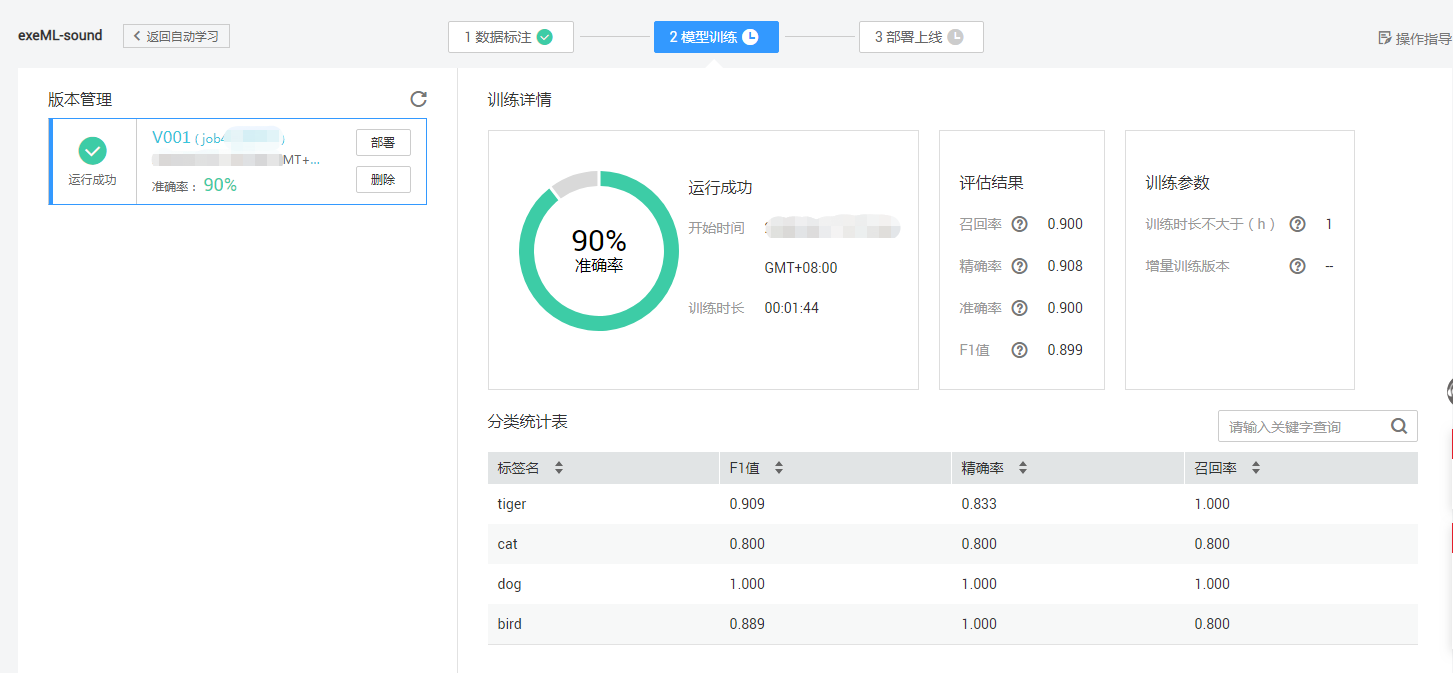 exeML-sound
返回自动学习
1 数据标注
2 模型训练
3 部署上线
操作指导
版本管理
V001 ( job
部署
MT+...
运行成功
准确率： 90%
删除
训练详情
90%
准确率
运行成功
开始时间
GMT+08:00
训练时长 00:01:44
评估结果
召回率 0.900
精确率 0.908
准确率 0.900
F1值 0.899
训练参数
训练时长不大于 ( h ) 1
增量训练版本 --
分类统计表
请输入关键字查询
标签名 F1值 精确率 召回率
tiger 0.909 0.833 1.000
cat 0.800 0.800 0.800
dog 1.000 1.000 1.000
bird 0.889 1.000 0.800